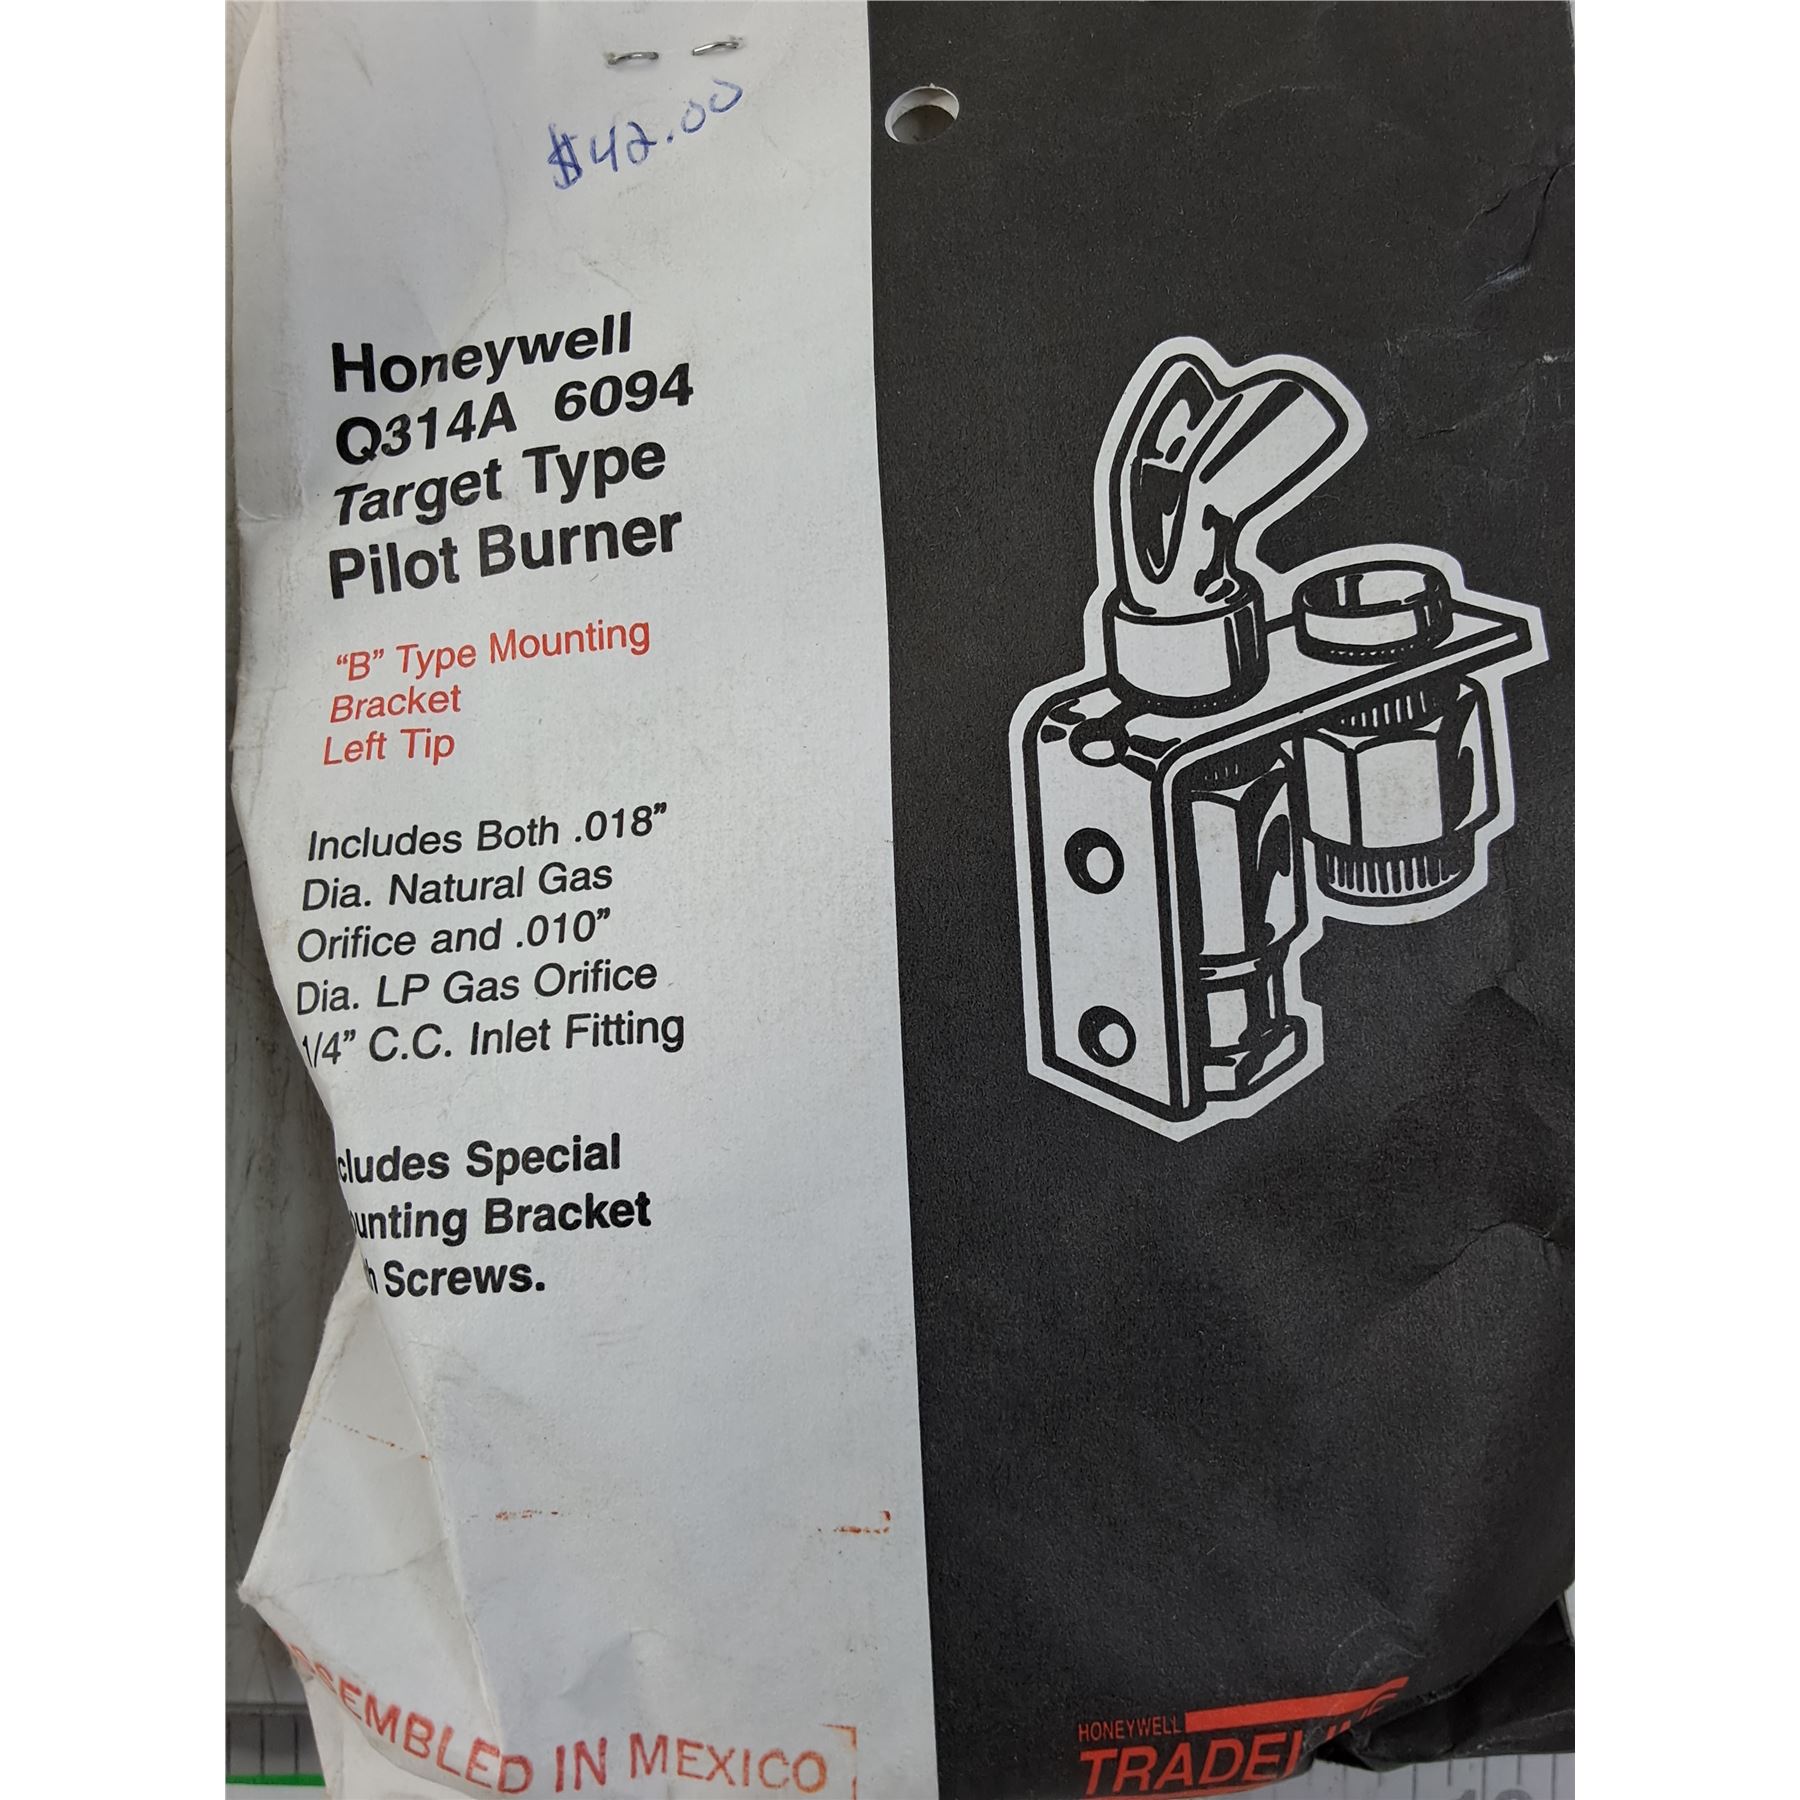 $42.00
Honeywell
Q314A 6094
Target Type
Pilot Burner
“B” Type Mounting
Bracket
Left Tip
Includes Both .018”
Dia. Natural Gas
Orifice and .010”
Dia. LP Gas Orifice
1/4” C.C. Inlet Fitting
cludes Special
unting Bracket
h Screws.
SEMBLED IN MEXICO
HONEYWELL
TRADELINE